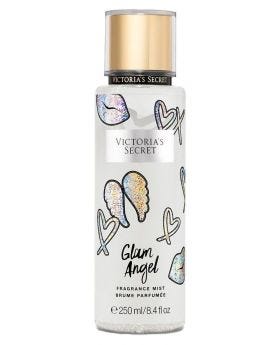 VICTORIA'S SECRET
VICTORIA'S
SECRET
Glam
Angel
FRAGRANCE MIST
BRUME PARFUMÉE
℮ 250 ml/8.4 fl oz